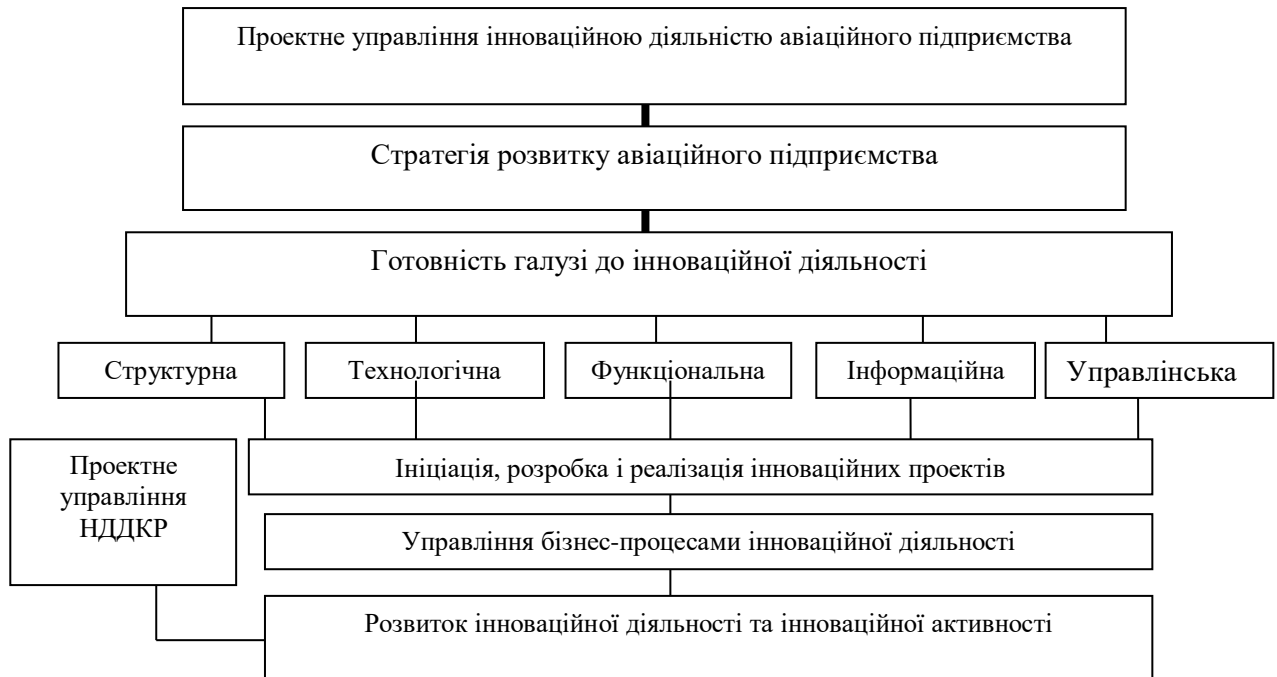 Проектне управління інноваційною діяльністю авіаційного підприємства
Стратегія розвитку авіаційного підприємства
Готовність галузі до інноваційної діяльності
Структурна
Технологічна
Функціональна
Інформаційна
Управлінська
Проектне
управління
НДДКР
Ініціація, розробка і реалізація інноваційних проектів
Управління бізнес-процесами інноваційної діяльності
Розвиток інноваційної діяльності та інноваційної активності